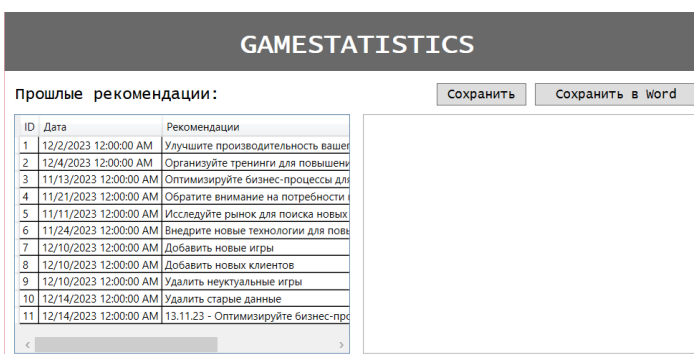 GAMESTATISTICS
Прошлые рекомендации:
Сохранить
Сохранить в Word
ID Дата Рекомендации
1 12/2/2023 12:00:00 AM Улучшите производительность
2 12/4/2023 12:00:00 AM Организуйте тренинги для
3 11/13/2023 12:00:00 AM Оптимизируйте бизнес-процессы
4 11/21/2023 12:00:00 AM Обратите внимание на потребности
5 11/11/2023 12:00:00 AM Исследуйте рынок для поиска новых
6 11/24/2023 12:00:00 AM Внедрите новые технологии для
7 12/10/2023 12:00:00 AM Добавить новые игры
8 12/10/2023 12:00:00 AM Добавить новых клиентов
9 12/10/2023 12:00:00 AM Удалить неуктуальные игры
10 12/14/2023 12:00:00 AM Удалить старые данные
11 12/14/2023 12:00:00 AM 13.11.23 - Оптимизируйте